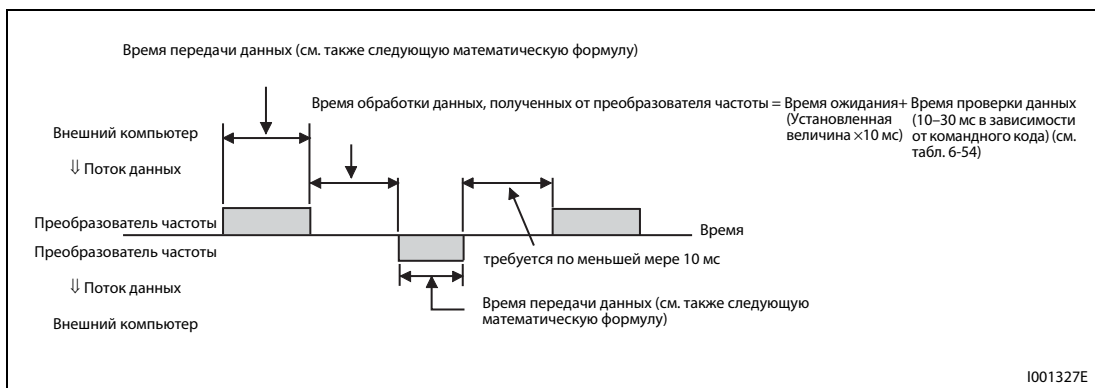 Время передачи данных (см. также следующую математическую формулу)
Время обработки данных, полученных от преобразователя частоты = Время ожидания+ Время проверки данных
(Установленная (10–30 мс в зависимости
величина ×10 мс) от командного кода) (см.
табл. 6-54)
Внешний компьютер
⇓ Поток данных
Преобразователь частоты
Время
Преобразователь частоты
требуется по меньшей мере 10 мс
⇓ Поток данных
Время передачи данных (см. также следующую
математическую формулу)
Внешний компьютер
I001327E